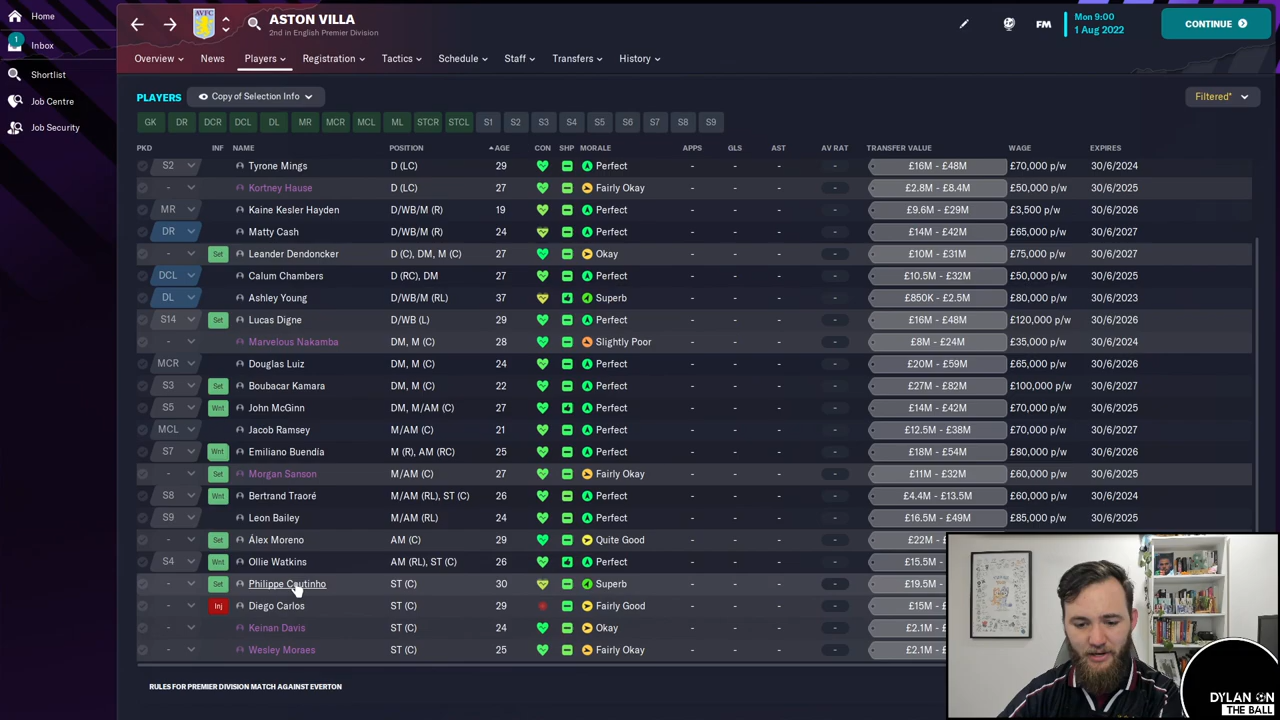 Home
1
Inbox
Shortlist
Job Centre
Job Security
AVFC
ASTON VILLA
2nd in English Premier Division
FM
Mon 9:00
1 Aug 2022
CONTINUE
Overview News Players Registration Tactics Schedule Staff Transfers History
PLAYERS Copy of Selection Info Filtered*
GK DR DCR DCL DL MR MCR MCL ML STCR STCL S1 S2 S3 S4 S5 S6 S7 S8 S9
PKD INF NAME POSITION AGE CON SHP MORALE APPS GLS AST AV RAT TRANSFER VALUE WAGE EXPIRES
S2 Tyrone Mings D (LC) 29 Perfect - - - - £16M - £48M £70,000 p/w 30/6/2024
- Kortney Hause D (LC) 27 Fairly Okay - - - - £2.8M - £8.4M £50,000 p/w 30/6/2025
MR Kaine Kesler Hayden D/WB/M (R) 19 Perfect - - - - £9.6M - £29M £3,500 p/w 30/6/2026
DR Matty Cash D/WB/M (R) 24 Perfect - - - - £14M - £42M £65,000 p/w 30/6/2027
- Set Leander Dendoncker D (C), DM, M (C) 27 Okay - - - - £10M - £31M £75,000 p/w 30/6/2027
DCL Calum Chambers D (RC), DM 27 Perfect - - - - £10.5M - £32M £50,000 p/w 30/6/2025
DL Ashley Young D/WB/M (RL) 37 Superb - - - - £850K - £2.5M £80,000 p/w 30/6/2023
S14 Set Lucas Digne D/WB (L) 29 Perfect - - - - £16M - £48M £120,000 p/w 30/6/2026
- Marvelous Nakamba DM, M (C) 28 Slightly Poor - - - - £8M - £24M £35,000 p/w 30/6/2024
MCR Douglas Luiz DM, M (C) 24 Perfect - - - - £20M - £59M £70,000 p/w 30/6/2026
S3 Set Boubacar Kamara DM, M (C) 22 Perfect - - - - £27M - £82M £100,000 p/w 30/6/2027
S5 Wnt John McGinn DM, M/AM (C) 27 Perfect - - - - £14M - £42M £70,000 p/w 30/6/2025
MCL Jacob Ramsey M/AM (C) 21 Perfect - - - - £12.5M - £38M £70,000 p/w 30/6/2027
S7 Wnt Emiliano Buendía M (R), AM (RC) 25 Perfect - - - - £18M - £54M £80,000 p/w 30/6/2026
- Set Morgan Sanson M/AM (C) 27 Fairly Okay - - - - £11M - £32M £60,000 p/w 30/6/2025
S8 Wnt Bertrand Traoré M/AM (RL), ST (C) 26 Perfect - - - - £4.4M - £13.5M £60,000 p/w 30/6/2024
S9 Leon Bailey M/AM (RL) 24 Perfect - - - - £16.5M - £49M £85,000 p/w 30/6/2025
- Set Álex Moreno AM (C) 29 Quite Good - - - - £22M -
S4 Wnt Ollie Watkins AM (RL), ST (C) 26 Perfect - - - - £15.5M - £
- Set Philippe Coutinho ST (C) 30 Superb - - - - £19.5M - £
- Inj Diego Carlos ST (C) 29 Fairly Good - - - - £15M - £
- Keinan Davis ST (C) 24 Okay - - - - £2.1M - £
- Wesley Moraes ST (C) 25 Fairly Okay - - - - £2.1M - £
RULES FOR PREMIER DIVISION MATCH AGAINST EVERTON
DYLAN ON
THE BALL